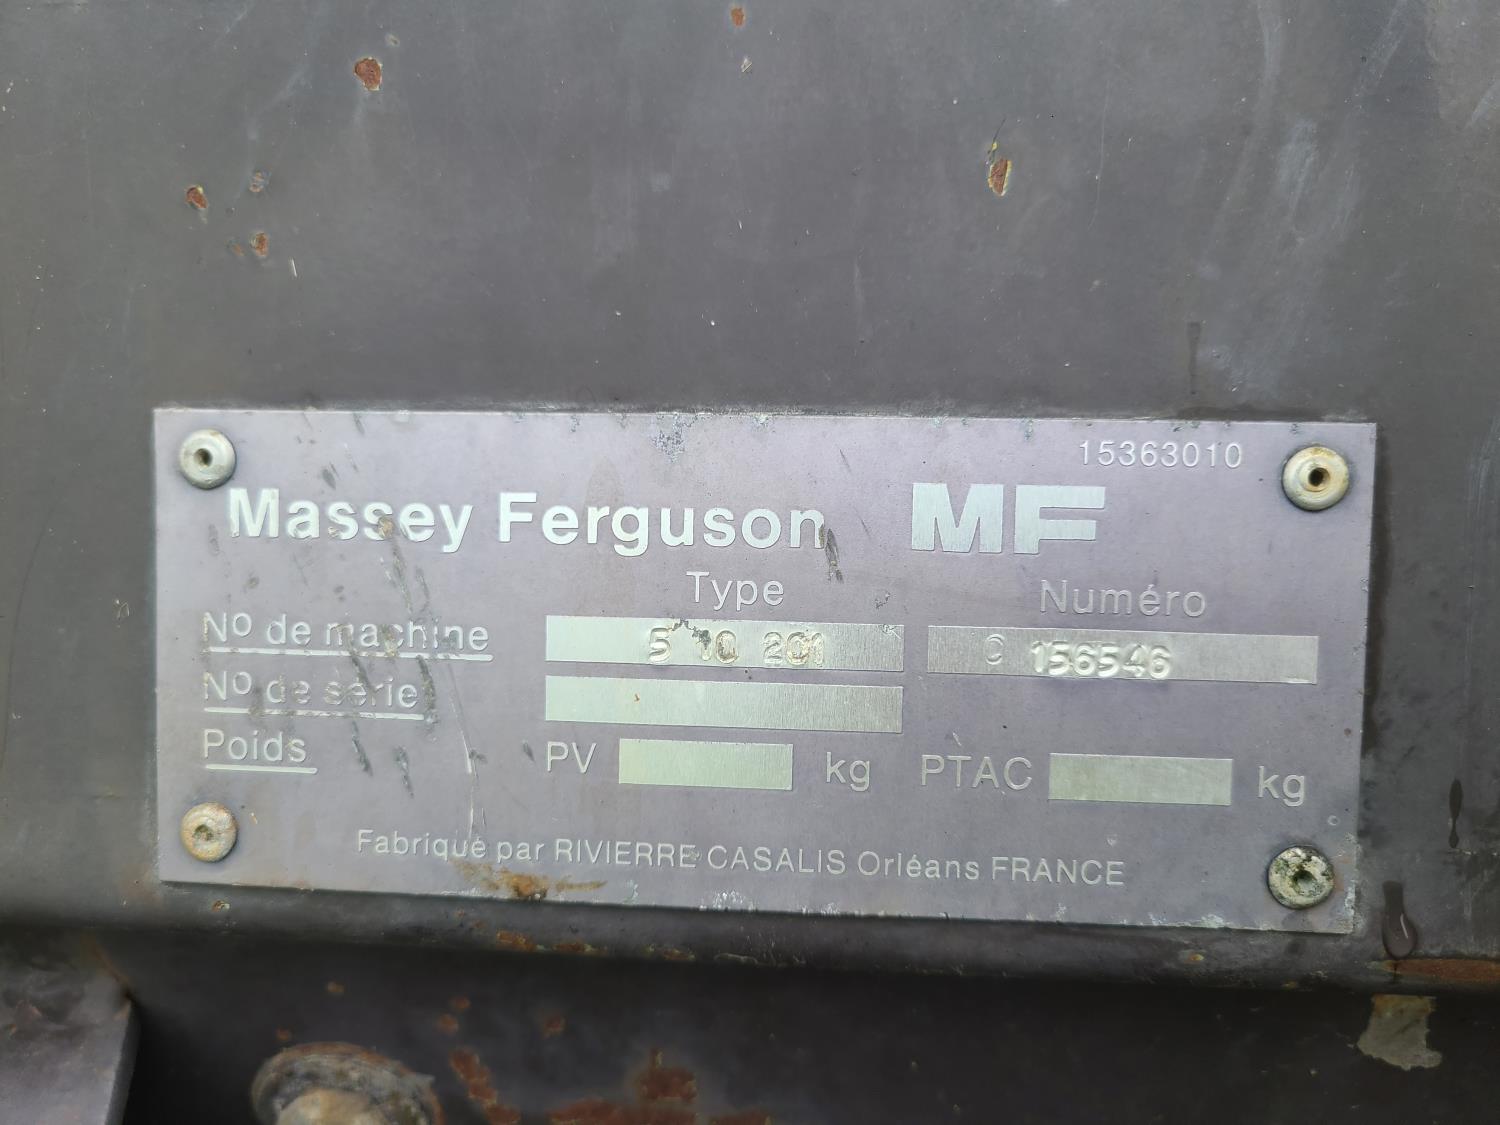 15363010
Massey Ferguson MF
Type Numéro
No de machine 5 10 201 C 156546
No de série
Poids PV kg PTAC kg
Fabriqué par RIVIERRE CASALIS Orléans FRANCE